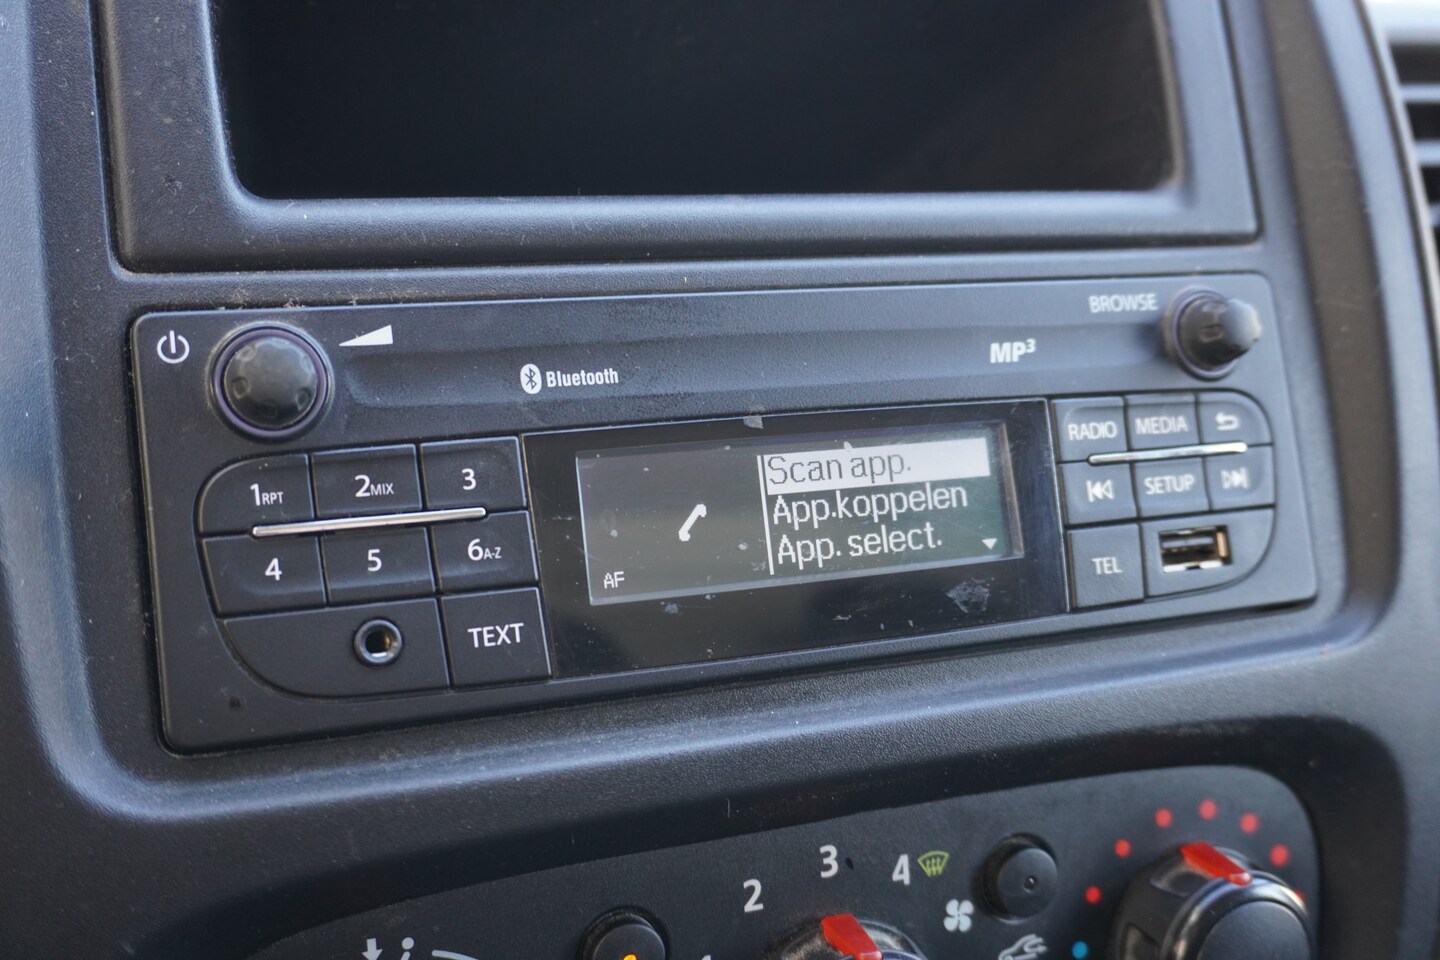 BROWSE
MP3
Bluetooth
1RPT 2MIX 3
4 5 6A-Z
TEXT
Scan app.
App.koppelen
App. select.
AF
RADIO MEDIA
SETUP
TEL
2 3 4